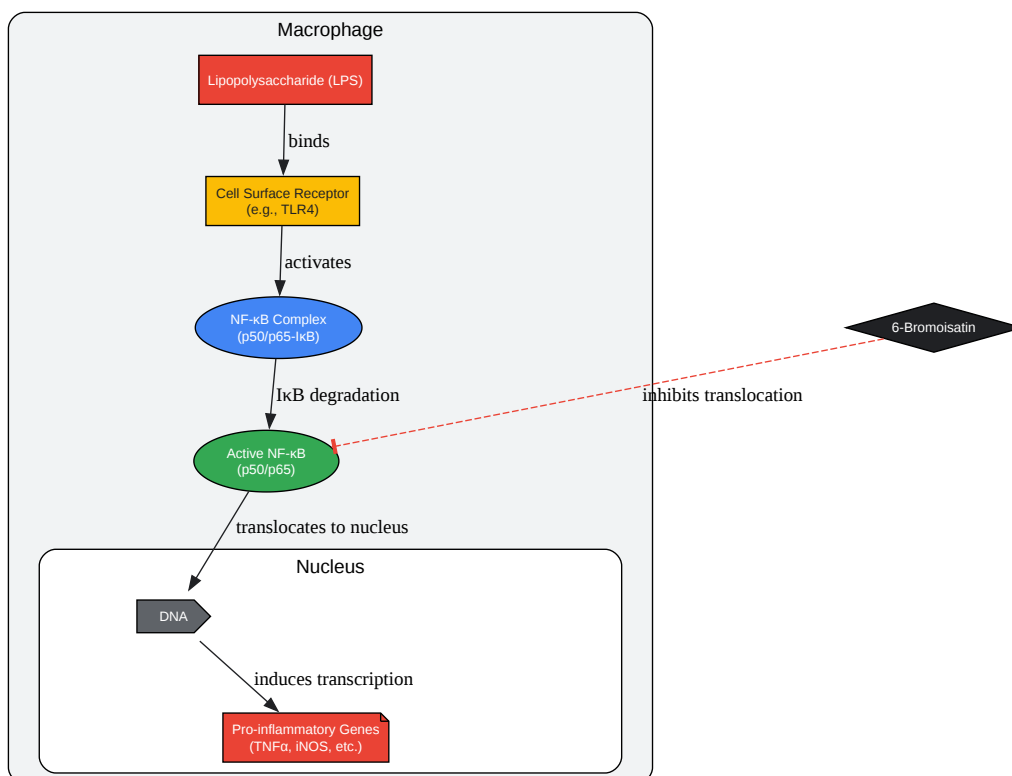 Macrophage
Lipopolysaccharide (LPS)
binds
Cell Surface Receptor
(e.g., TLR4)
activates
NF-κB Complex
(p50/p65-IκB)
6-Bromoisatin
IκB degradation
inhibits translocation
Active NF-κB
(p50/p65)
translocates to nucleus
Nucleus
DNA
induces transcription
Pro-inflammatory Genes
(TNFα, iNOS, etc.)